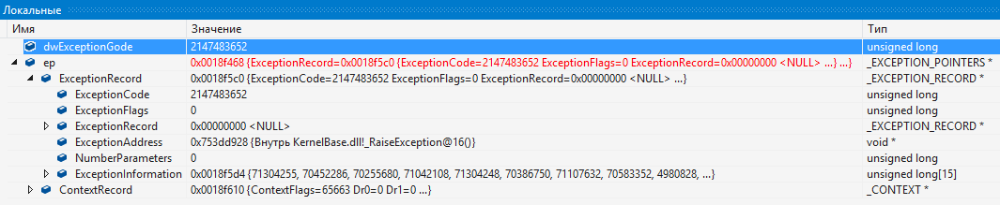 Локальные
Имя Значение Тип
dwExceptionGode 2147483652 unsigned long
ep 0x0018f468 {ExceptionRecord=0x0018f5c0 {ExceptionCode=2147483652 ExceptionFlags=0 ExceptionRecord=0x00000000 <NULL> ...} ...} _EXCEPTION_POINTERS *
ExceptionRecord 0x0018f5c0 {ExceptionCode=2147483652 ExceptionFlags=0 ExceptionRecord=0x00000000 <NULL> ...} _EXCEPTION_RECORD *
ExceptionCode 2147483652 unsigned long
ExceptionFlags 0 unsigned long
ExceptionRecord 0x00000000 <NULL> _EXCEPTION_RECORD *
ExceptionAddress 0x753dd928 {Внутрь KernelBase.dll!_RaiseException@16()} void *
NumberParameters 0 unsigned long
ExceptionInformation 0x0018f5d4 {71304255, 70452286, 70255680, 71042108, 71304248, 70386750, 71107632, 70583352, 4980828, ...} unsigned long[15]
ContextRecord 0x0018f610 {ContextFlags=65663 Dr0=0 Dr1=0 ...} _CONTEXT *